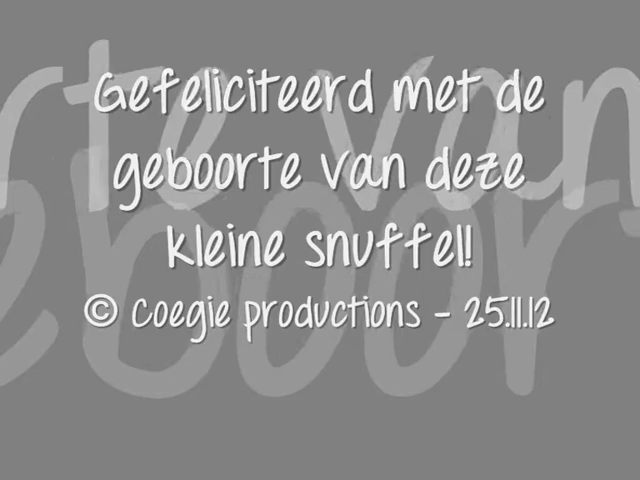 Gefeliciteerd met de
geboorte van deze
kleine snuffel!
© Coegie productions - 25.11.12